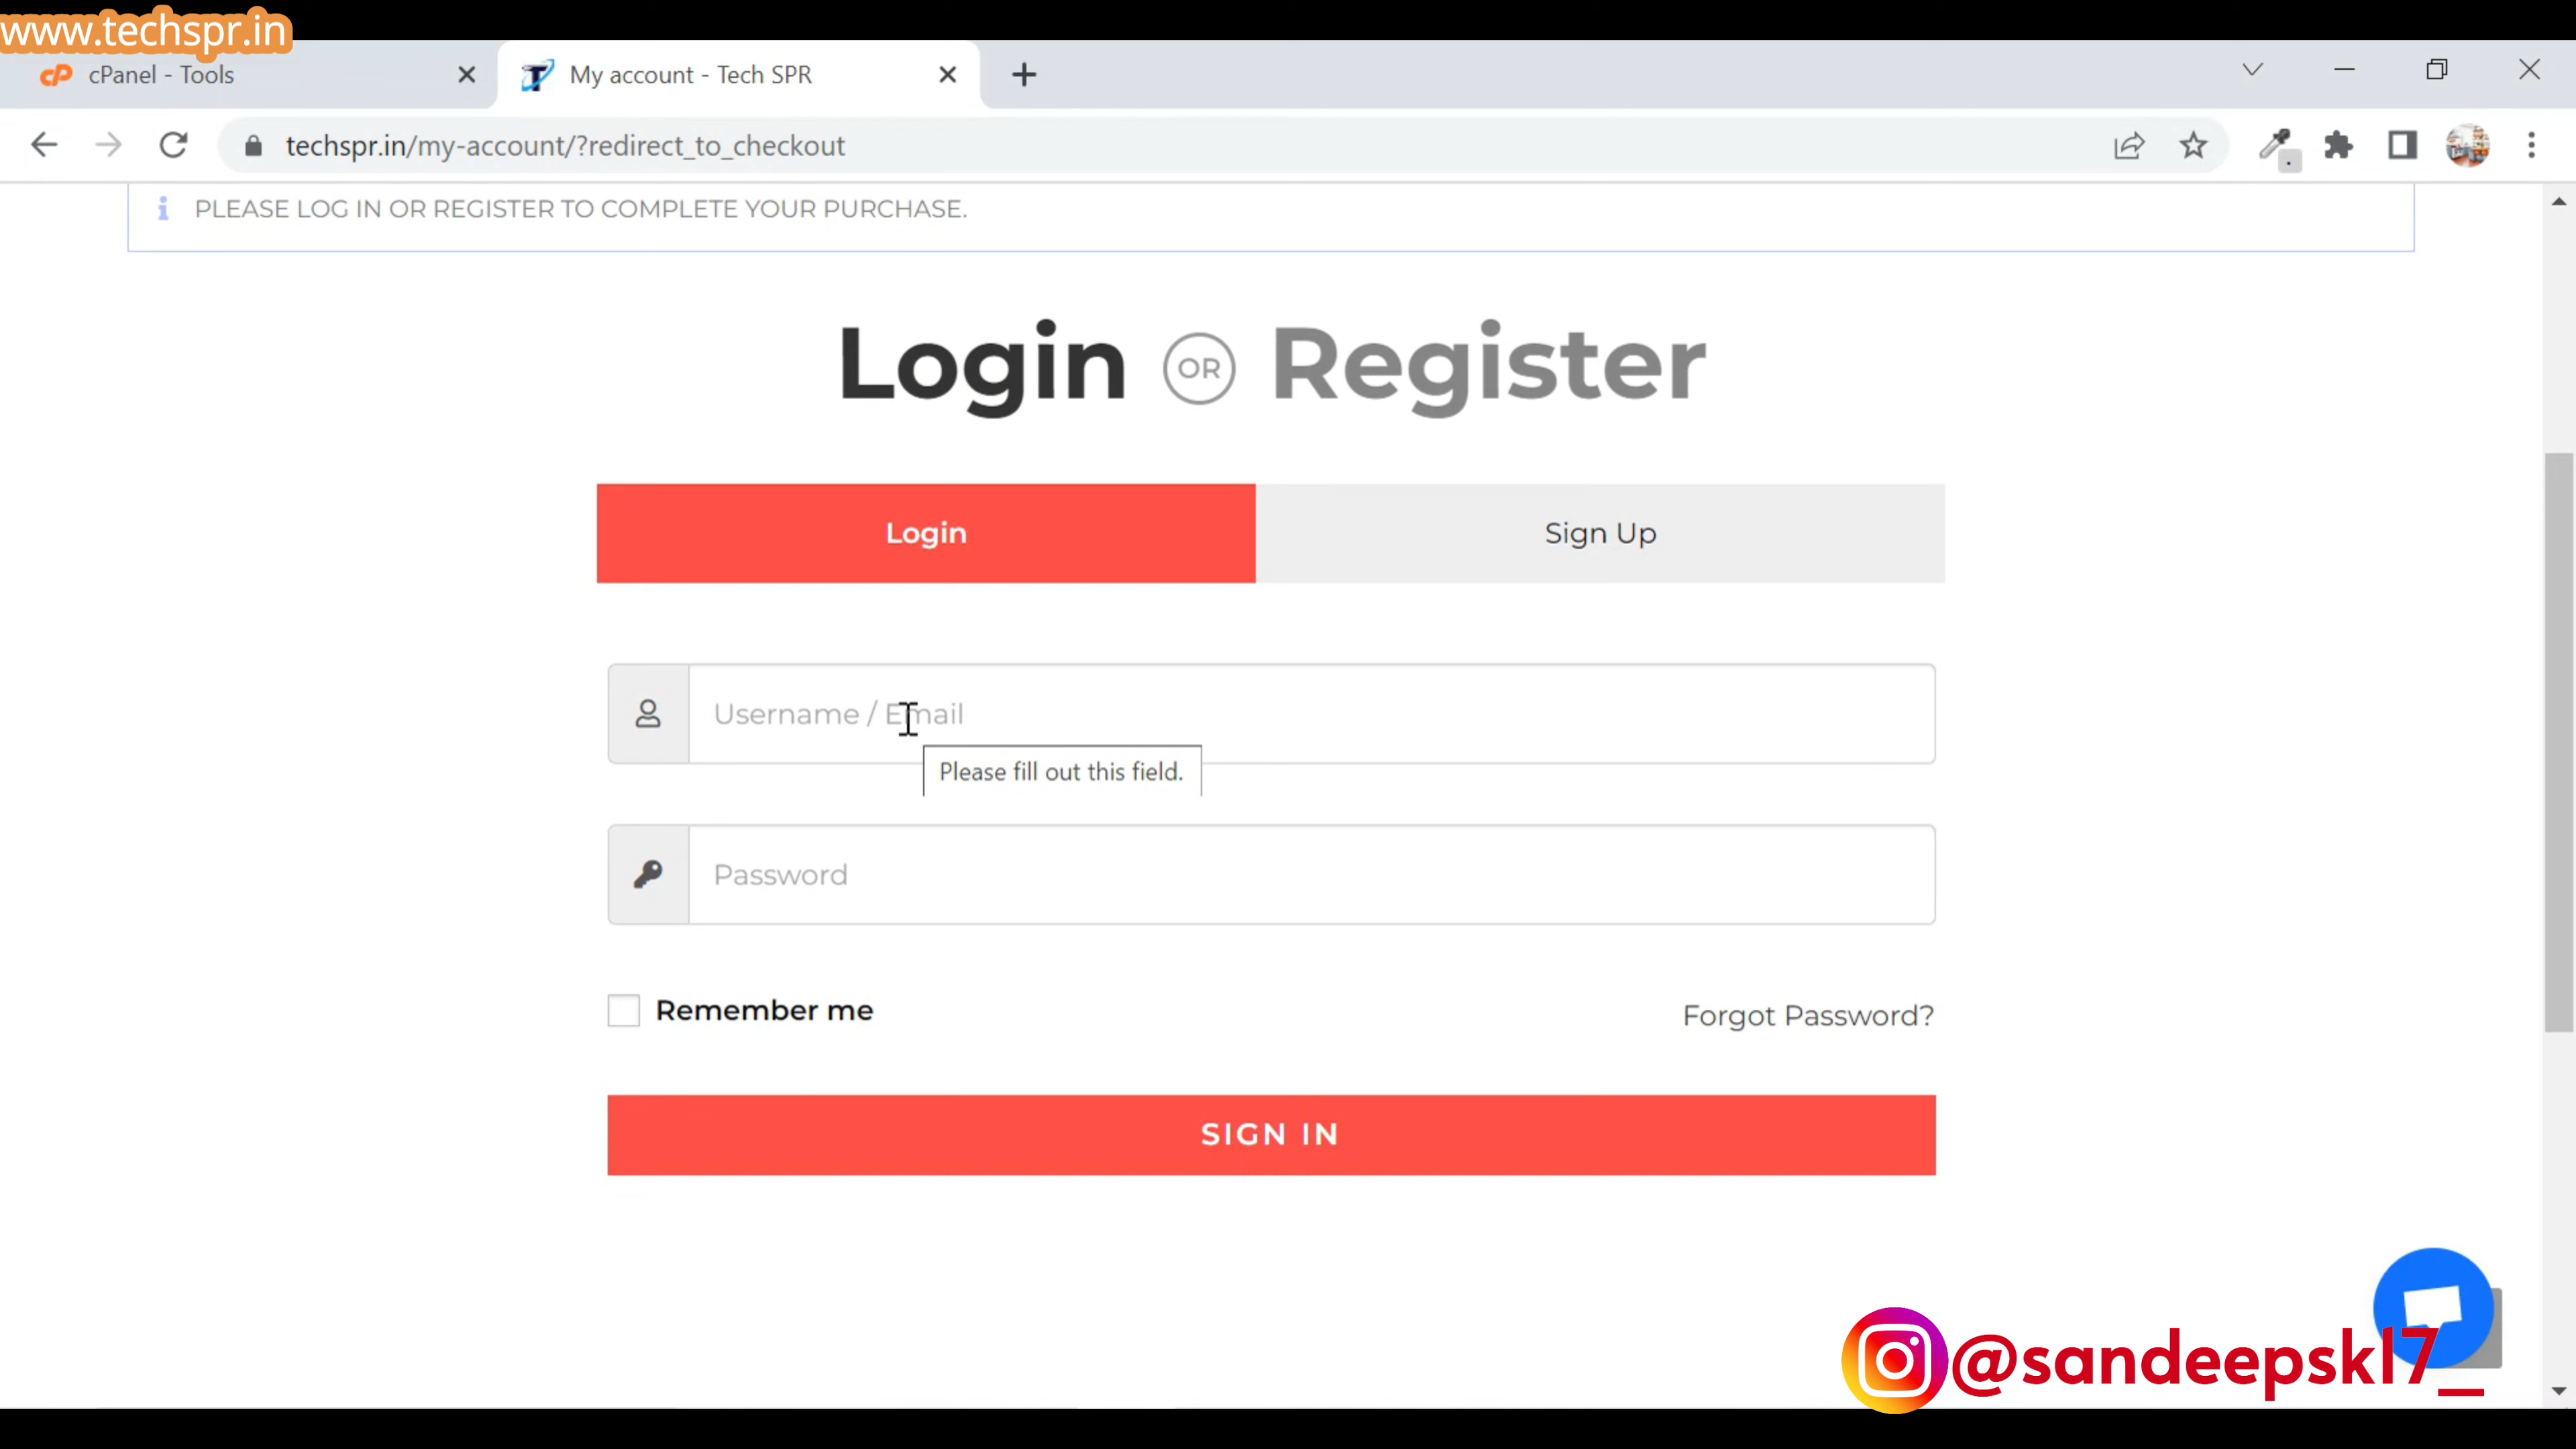 www.techspr.in
cPanel - Tools
My account - Tech SPR
techspr.in/my-account/?redirect_to_checkout
PLEASE LOG IN OR REGISTER TO COMPLETE YOUR PURCHASE.
Login OR Register
Login
Sign Up
Username / Email
Please fill out this field.
Password
Remember me
Forgot Password?
SIGN IN
@sandeepsk17_